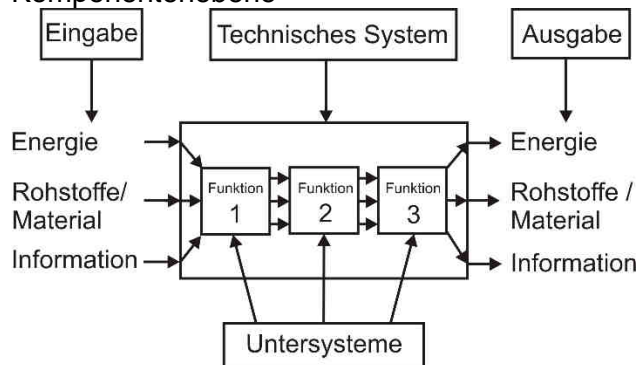 Komponentenebene
Eingabe
Technisches System
Ausgabe
Energie
Rohstoffe/
Material
Information
Funktion
1
Funktion
2
Funktion
3
Energie
Rohstoffe /
Material
Information
Untersysteme